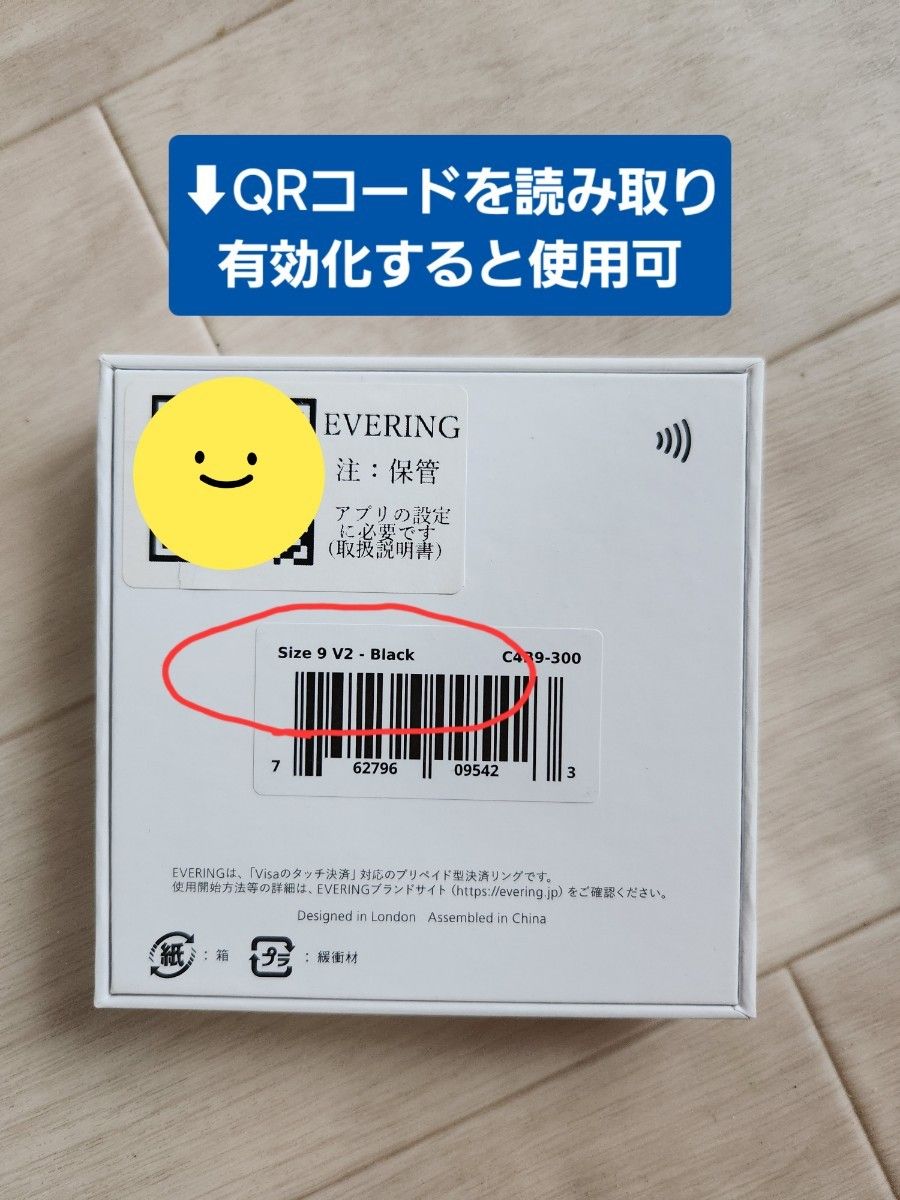 ⬇QRコードを読み取り
有効化すると使用可
EVERING
注：保管
アプリの設定
に必要です
(取扱説明書)
Size 9 V2 - Black
C4B9-300
7 62796 09542 3
EVERINGは、「Visaのタッチ決済」対応のプリペイド型決済リングです。
使用開始方法等の詳細は、EVERINGブランドサイト（https://evering.jp）をご確認ください。
Designed in London Assembled in China
紙：箱 プラ：緩衝材